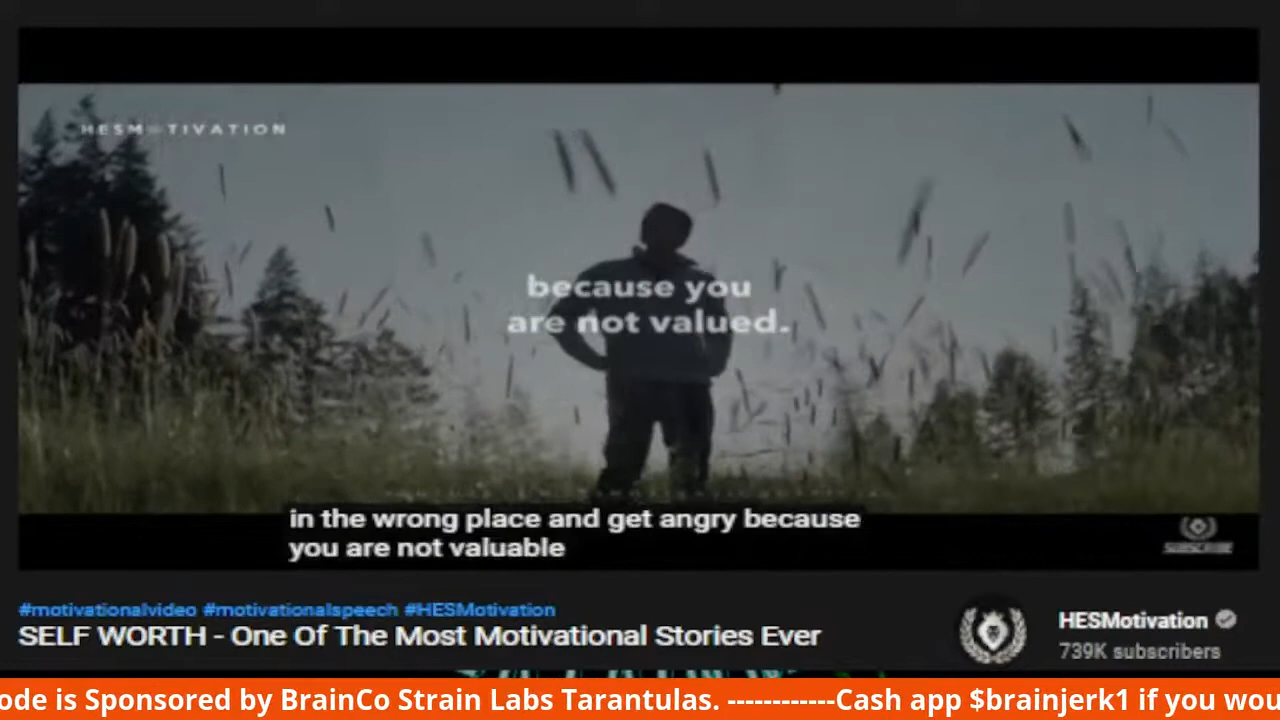 HESMOTIVATION
because you
are not valued.
in the wrong place and get angry because
you are not valuable
SUBSCRIBE
#motivationalvideo #motivationalspeech #HESMotivation
SELF WORTH - One Of The Most Motivational Stories Ever
HESMotivation
739K subscribers
ode is Sponsored by BrainCo Strain Labs Tarantulas. ------------Cash app $brainjerk1 if you wou